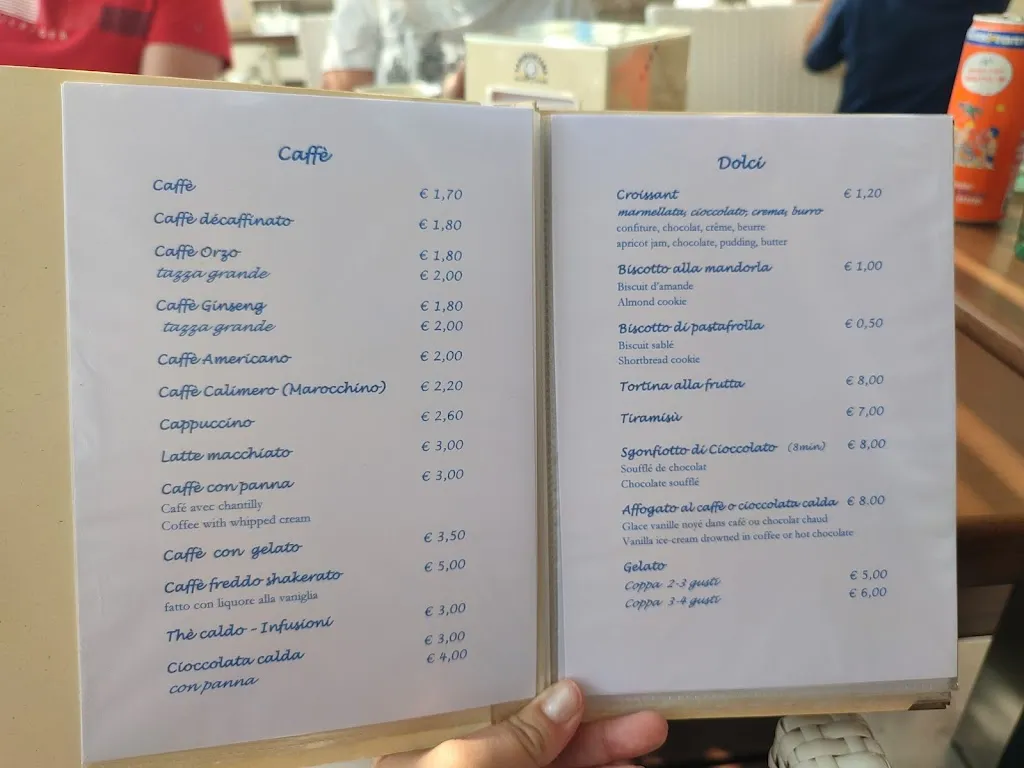 Caffè
Caffè € 1,70
Caffè décaffinato € 1,80
Caffè Orzo € 1,80
tazza grande € 2,00
Caffè Ginseng € 1,80
tazza grande € 2,00
Caffè Americano € 2,00
Caffè Calimero (Marocchino) € 2,20
Cappuccino € 2,60
Latte macchiato € 3,00
Caffè con panna € 3,00
Café avec chantilly
Coffee with whipped cream
Caffè con gelato € 3,50
Caffè freddo shakerato € 5,00
fatto con liquore alla vaniglia
Thè caldo - Infusioni € 3,00
Cioccolata calda € 3,00
con panna € 4,00
Dolci
Croissant € 1,20
marmellata, cioccolato, crema, burro
confiture, chocolat, crême, beurre
apricot jam, chocolate, pudding, butter
Biscotto alla mandorla € 1,00
Biscuit d'amande
Almond cookie
Biscotto di pastafrolla € 0,50
Biscuit sablé
Shortbread cookie
Tortina alla frutta € 8,00
Tiramisù € 7,00
Sgonfiotto di Cioccolato (8min) € 8,00
Soufflé de chocolat
Chocolate soufflé
Affogato al caffè o cioccolata calda € 8.00
Glace vanille noyé dans café ou chocolat chaud
Vanilla ice-cream drowned in coffee or hot chocolate
Gelato
Coppa 2-3 gusti € 5,00
Coppa 3-4 gusti € 6,00